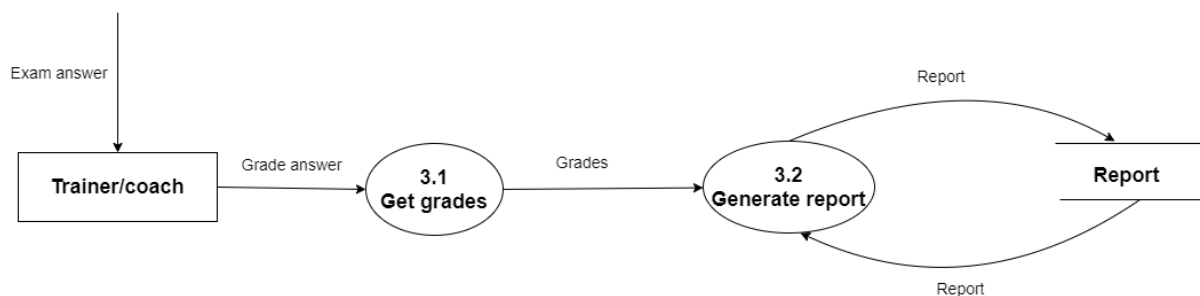 Exam answer
Trainer/coach
Grade answer
3.1
Get grades
Grades
3.2
Generate report
Report
Report
Report